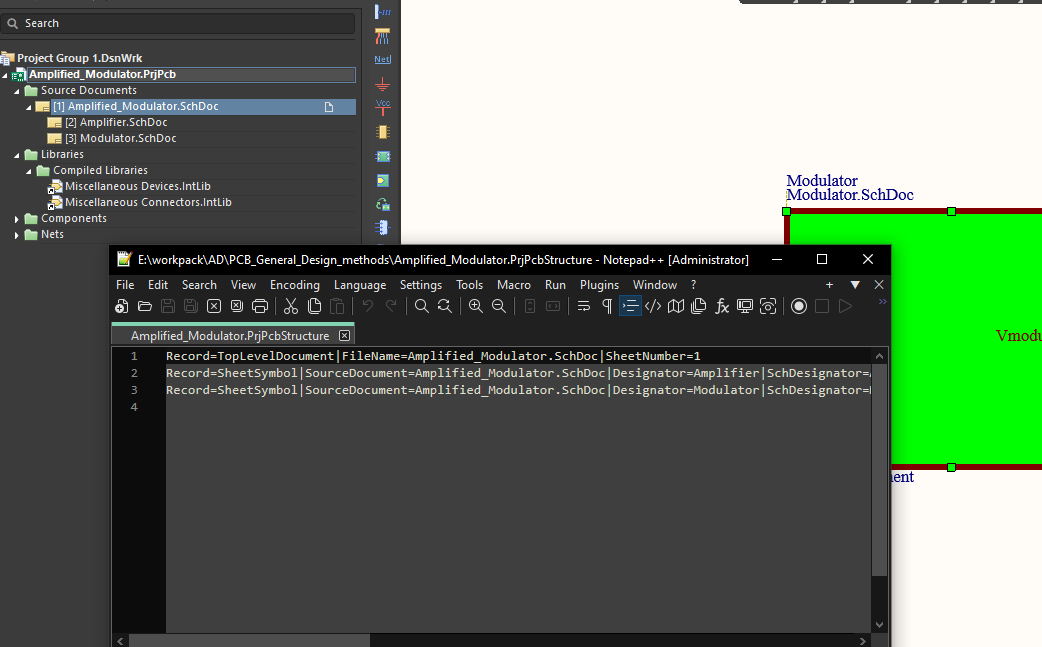 Search
Project Group 1.DsnWrk
Amplified_Modulator.PrjPcb
Source Documents
[1] Amplified_Modulator.SchDoc
[2] Amplifier.SchDoc
[3] Modulator.SchDoc
Libraries
Compiled Libraries
Miscellaneous Devices.IntLib
Miscellaneous Connectors.IntLib
Components
Nets
Net
Vcc
Modulator
Modulator.SchDoc
Vmodu
ent
E:\workpack\AD\PCB_General_Design_methods\Amplified_Modulator.PrjPcbStructure - Notepad++ [Administrator]
File Edit Search View Encoding Language Settings Tools Macro Run Plugins Window ? + ▼ ✕
Amplified_Modulator.PrjPcbStructure
1 Record=TopLevelDocument|FileName=Amplified_Modulator.SchDoc|SheetNumber=1
2 Record=SheetSymbol|SourceDocument=Amplified_Modulator.SchDoc|Designator=Amplifier|SchDesignator=
3 Record=SheetSymbol|SourceDocument=Amplified_Modulator.SchDoc|Designator=Modulator|SchDesignator=
4